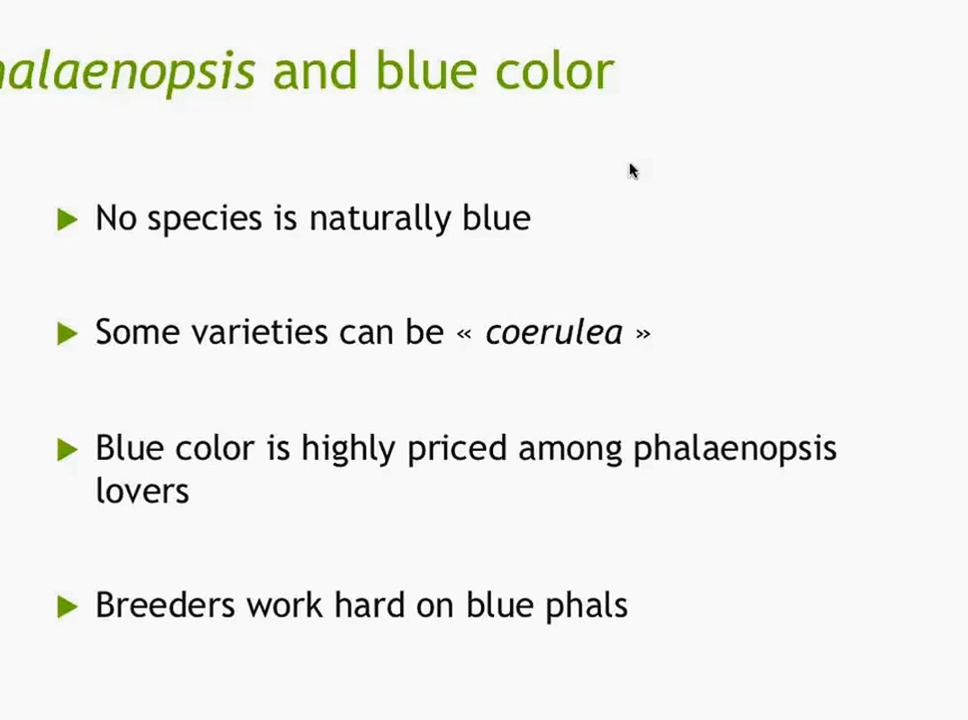 halaenopsis and blue color
No species is naturally blue
Some varieties can be « coerulea »
Blue color is highly priced among phalaenopsis
lovers
Breeders work hard on blue phals